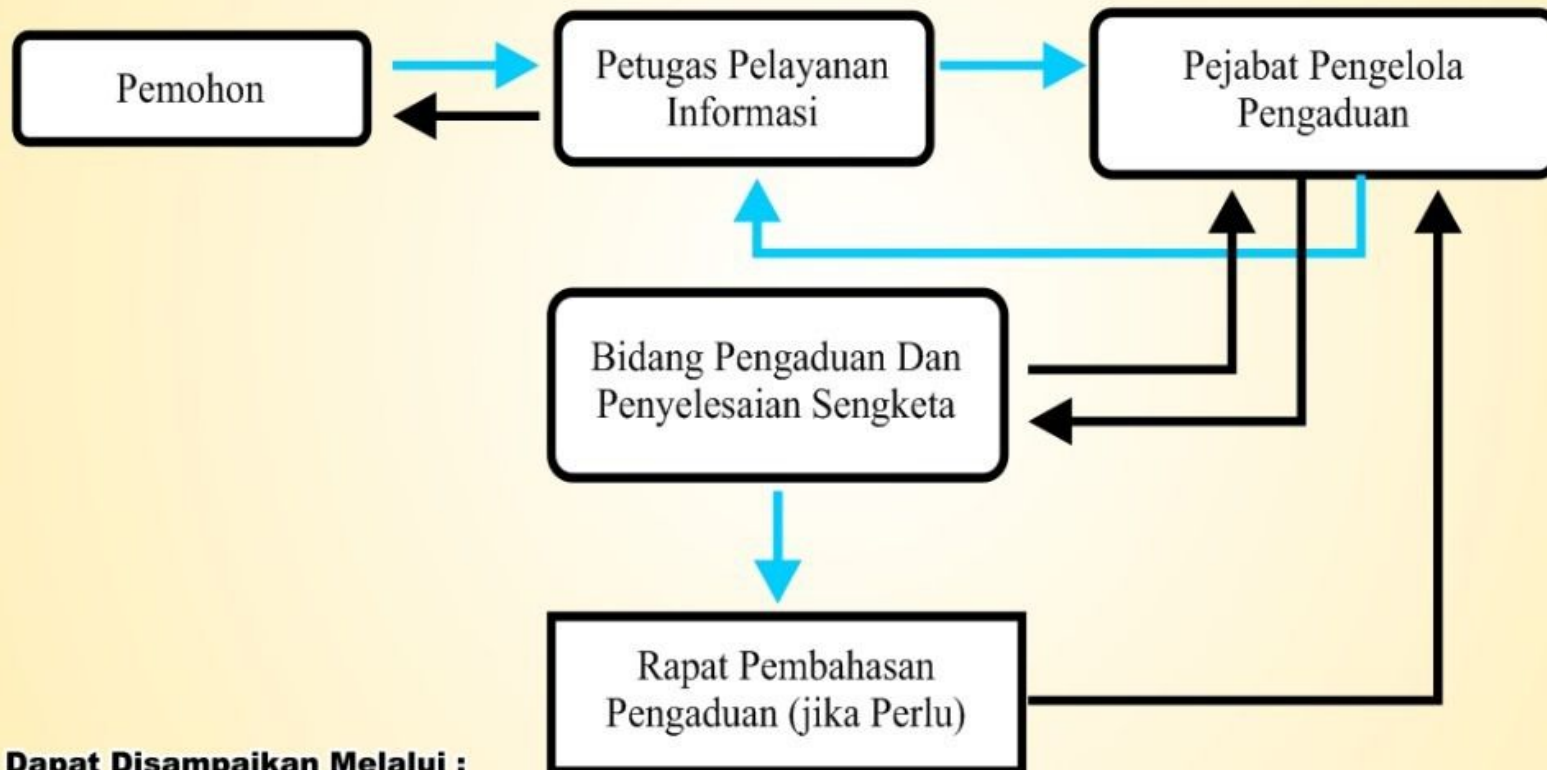 Pemohon
Petugas Pelayanan
Informasi
Pejabat Pengelola
Pengaduan
Bidang Pengaduan Dan
Penyelesaian Sengketa
Rapat Pembahasan
Pengaduan (jika Perlu)
Dapat Disampaikan Melalui :